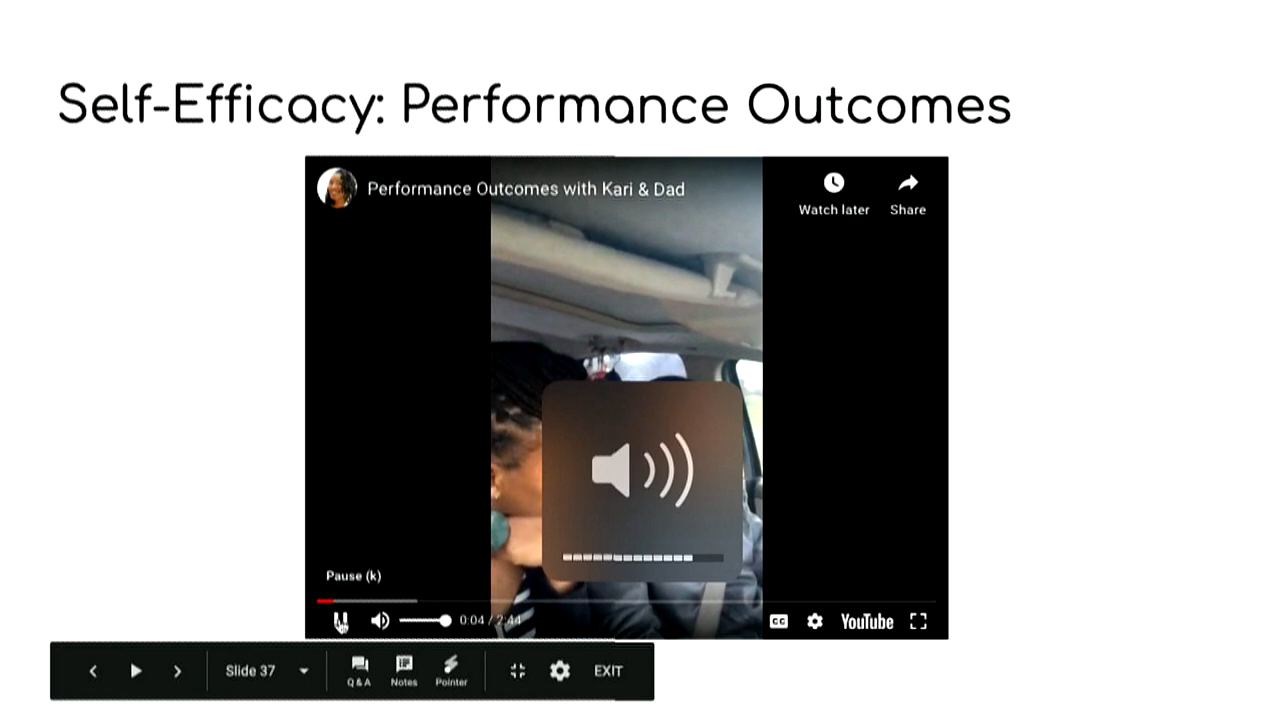 Self-Efficacy: Performance Outcomes
Performance Outcomes with Kari & Dad
Watch later
Share
Pause (k)
0:04 / 2:44
CC
YouTube
Slide 37
Q & A
Notes
Pointer
EXIT